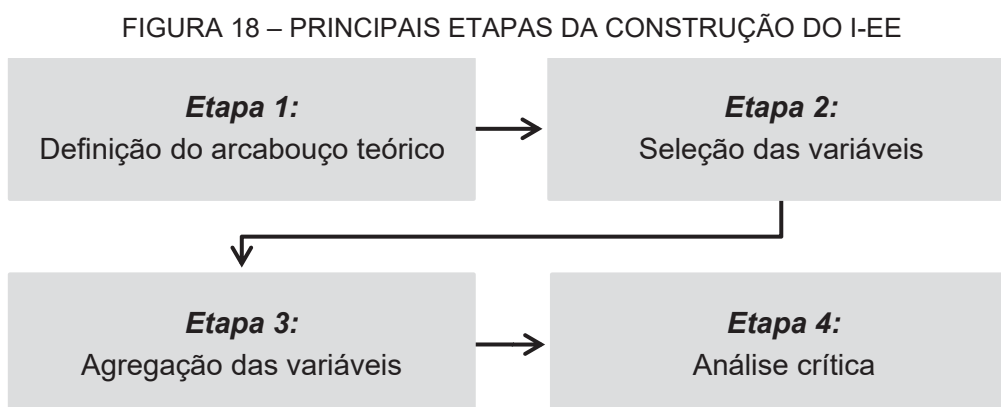 FIGURA 18 – PRINCIPAIS ETAPAS DA CONSTRUÇÃO DO I-EE
Etapa 1:
Definição do arcabouço teórico
Etapa 2:
Seleção das variáveis
Etapa 3:
Agregação das variáveis
Etapa 4:
Análise crítica